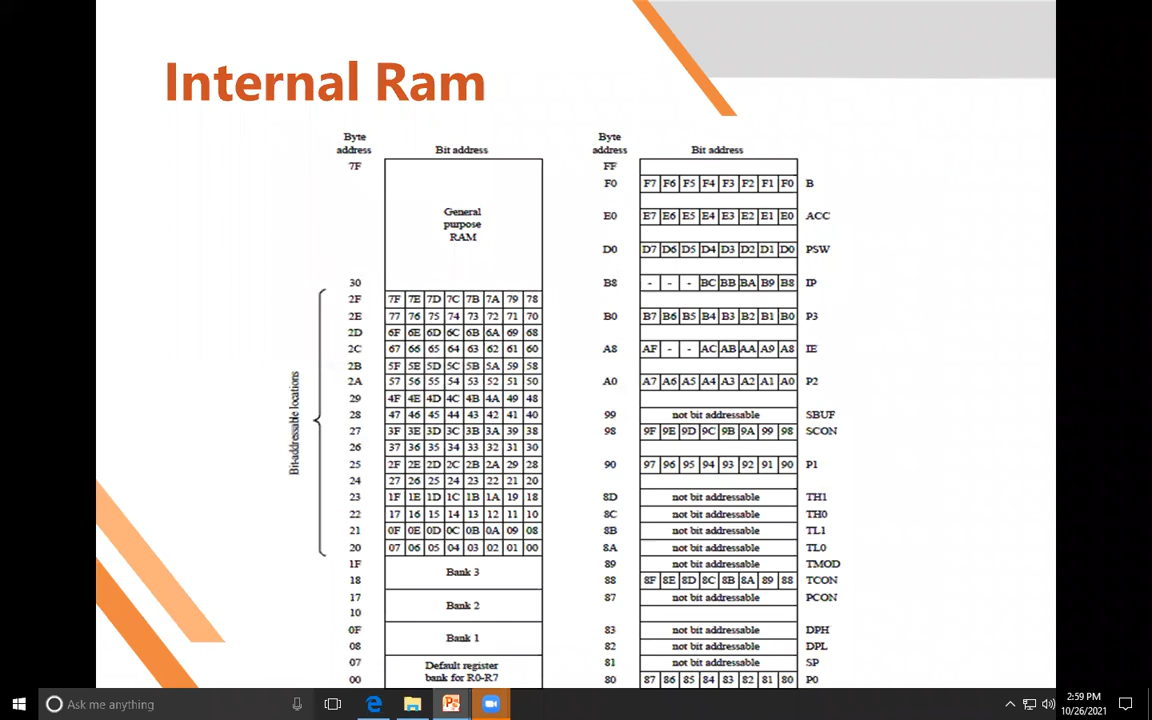 Internal Ram
Byte
address
Bit address
7F
General
purpose
RAM
30
2F 7F 7E 7D 7C 7B 7A 79 78
2E 77 76 75 74 73 72 71 70
2D 6F 6E 6D 6C 6B 6A 69 68
2C 67 66 65 64 63 62 61 60
2B 5F 5E 5D 5C 5B 5A 59 58
2A 57 56 55 54 53 52 51 50
29 4F 4E 4D 4C 4B 4A 49 48
28 47 46 45 44 43 42 41 40
27 3F 3E 3D 3C 3B 3A 39 38
26 37 36 35 34 33 32 31 30
25 2F 2E 2D 2C 2B 2A 29 28
24 27 26 25 24 23 22 21 20
23 1F 1E 1D 1C 1B 1A 19 18
22 17 16 15 14 13 12 11 10
21 0F 0E 0D 0C 0B 0A 09 08
20 07 06 05 04 03 02 01 00
Bit-addressable locations
1F
Bank 3
18
17
Bank 2
10
0F
Bank 1
08
07
Default register
bank for R0-R7
00
Byte
address
Bit address
FF
F0 F7 F6 F5 F4 F3 F2 F1 F0 B
E0 E7 E6 E5 E4 E3 E2 E1 E0 ACC
D0 D7 D6 D5 D4 D3 D2 D1 D0 PSW
B8 - - - BC BB BA B9 B8 IP
B0 B7 B6 B5 B4 B3 B2 B1 B0 P3
A8 AF - - AC AB AA A9 A8 IE
A0 A7 A6 A5 A4 A3 A2 A1 A0 P2
99 not bit addressable SBUF
98 9F 9E 9D 9C 9B 9A 99 98 SCON
90 97 96 95 94 93 92 91 90 P1
8D not bit addressable TH1
8C not bit addressable TH0
8B not bit addressable TL1
8A not bit addressable TL0
89 not bit addressable TMOD
88 8F 8E 8D 8C 8B 8A 89 88 TCON
87 not bit addressable PCON
83 not bit addressable DPH
82 not bit addressable DPL
81 not bit addressable SP
80 87 86 85 84 83 82 81 80 P0
Ask me anything
2:59 PM
10/26/2021